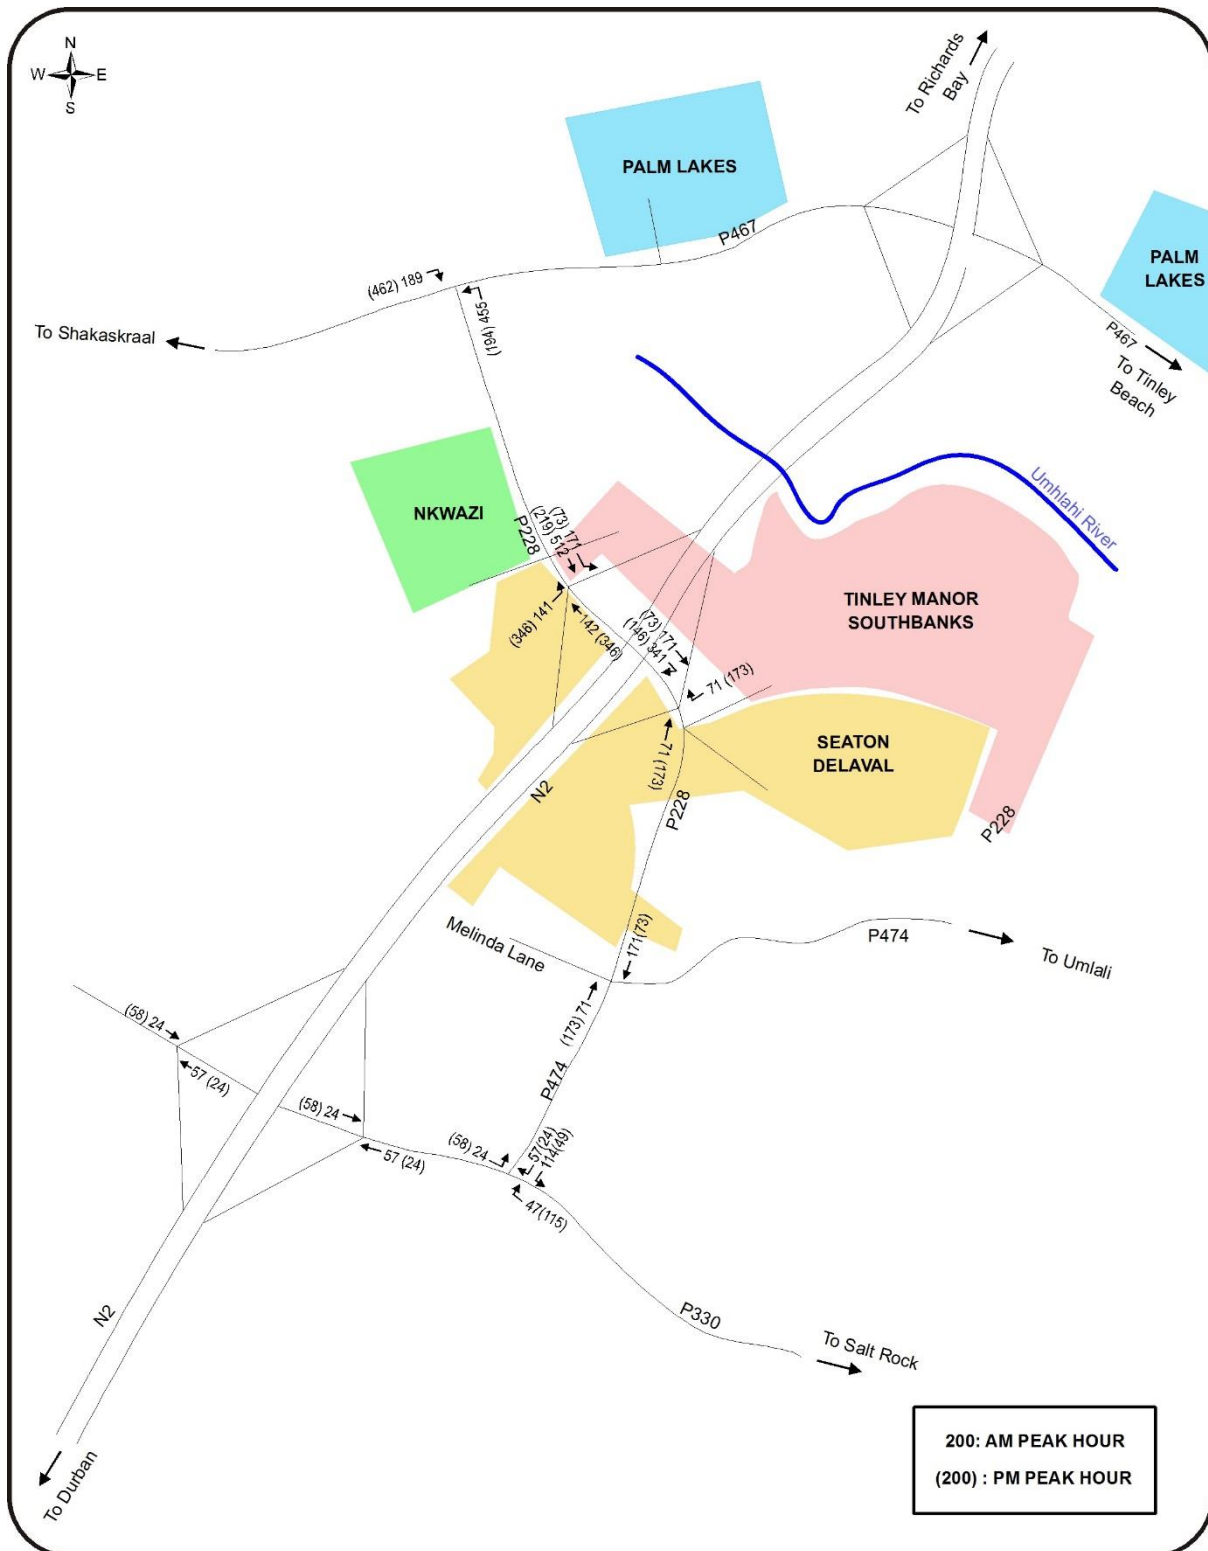 N
W
E
S
To Richards
Bay
PALM LAKES
P467
PALM
LAKES
(462) 189
(194) 455
To Shakaskraal
P467
To Tinley
Beach
NKWAZI
P228
(73) 171
(219) 512
Umhlahi River
TINLEY MANOR
SOUTHBANKS
(346) 141
142 (346)
(73) 171
(146) 341
71 (173)
SEATON
DELAVAL
71 (173)
N2
P228
P228
Melinda Lane
171(73)
P474
To Umlali
(58) 24
57 (24)
(173) 71
P474
(58) 24
57 (24)
(58) 24
57(24)
114(49)
47(115)
N2
P330
To Salt Rock
To Durban
200: AM PEAK HOUR
(200) : PM PEAK HOUR